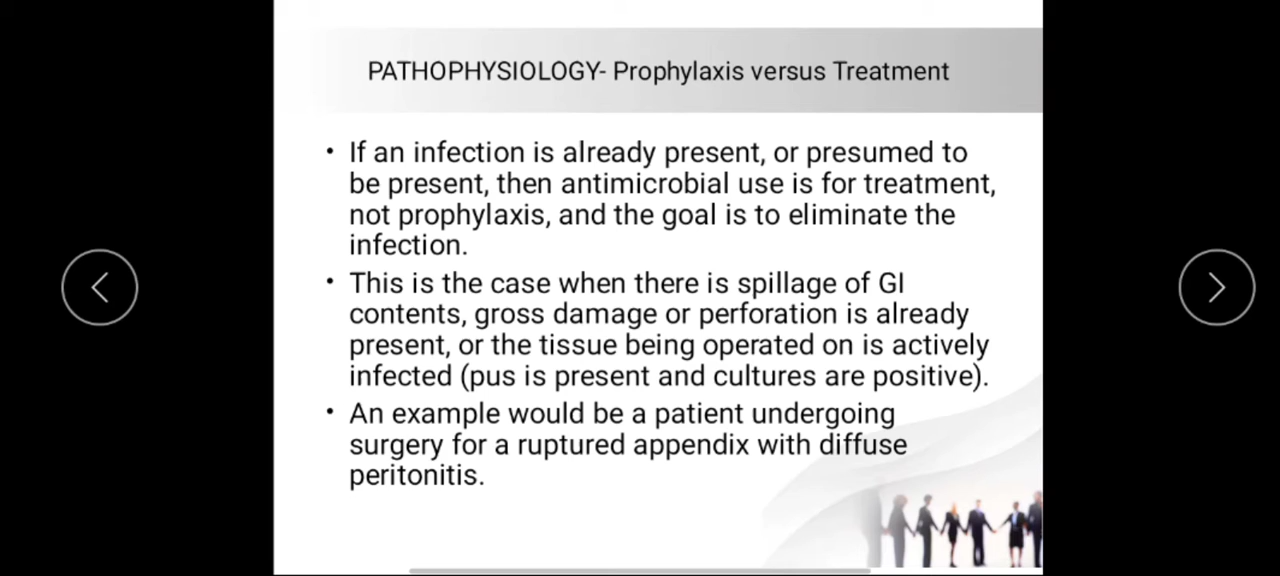 PATHOPHYSIOLOGY- Prophylaxis versus Treatment
• If an infection is already present, or presumed to
be present, then antimicrobial use is for treatment,
not prophylaxis, and the goal is to eliminate the
infection.
• This is the case when there is spillage of GI
contents, gross damage or perforation is already
present, or the tissue being operated on is actively
infected (pus is present and cultures are positive).
• An example would be a patient undergoing
surgery for a ruptured appendix with diffuse
peritonitis.